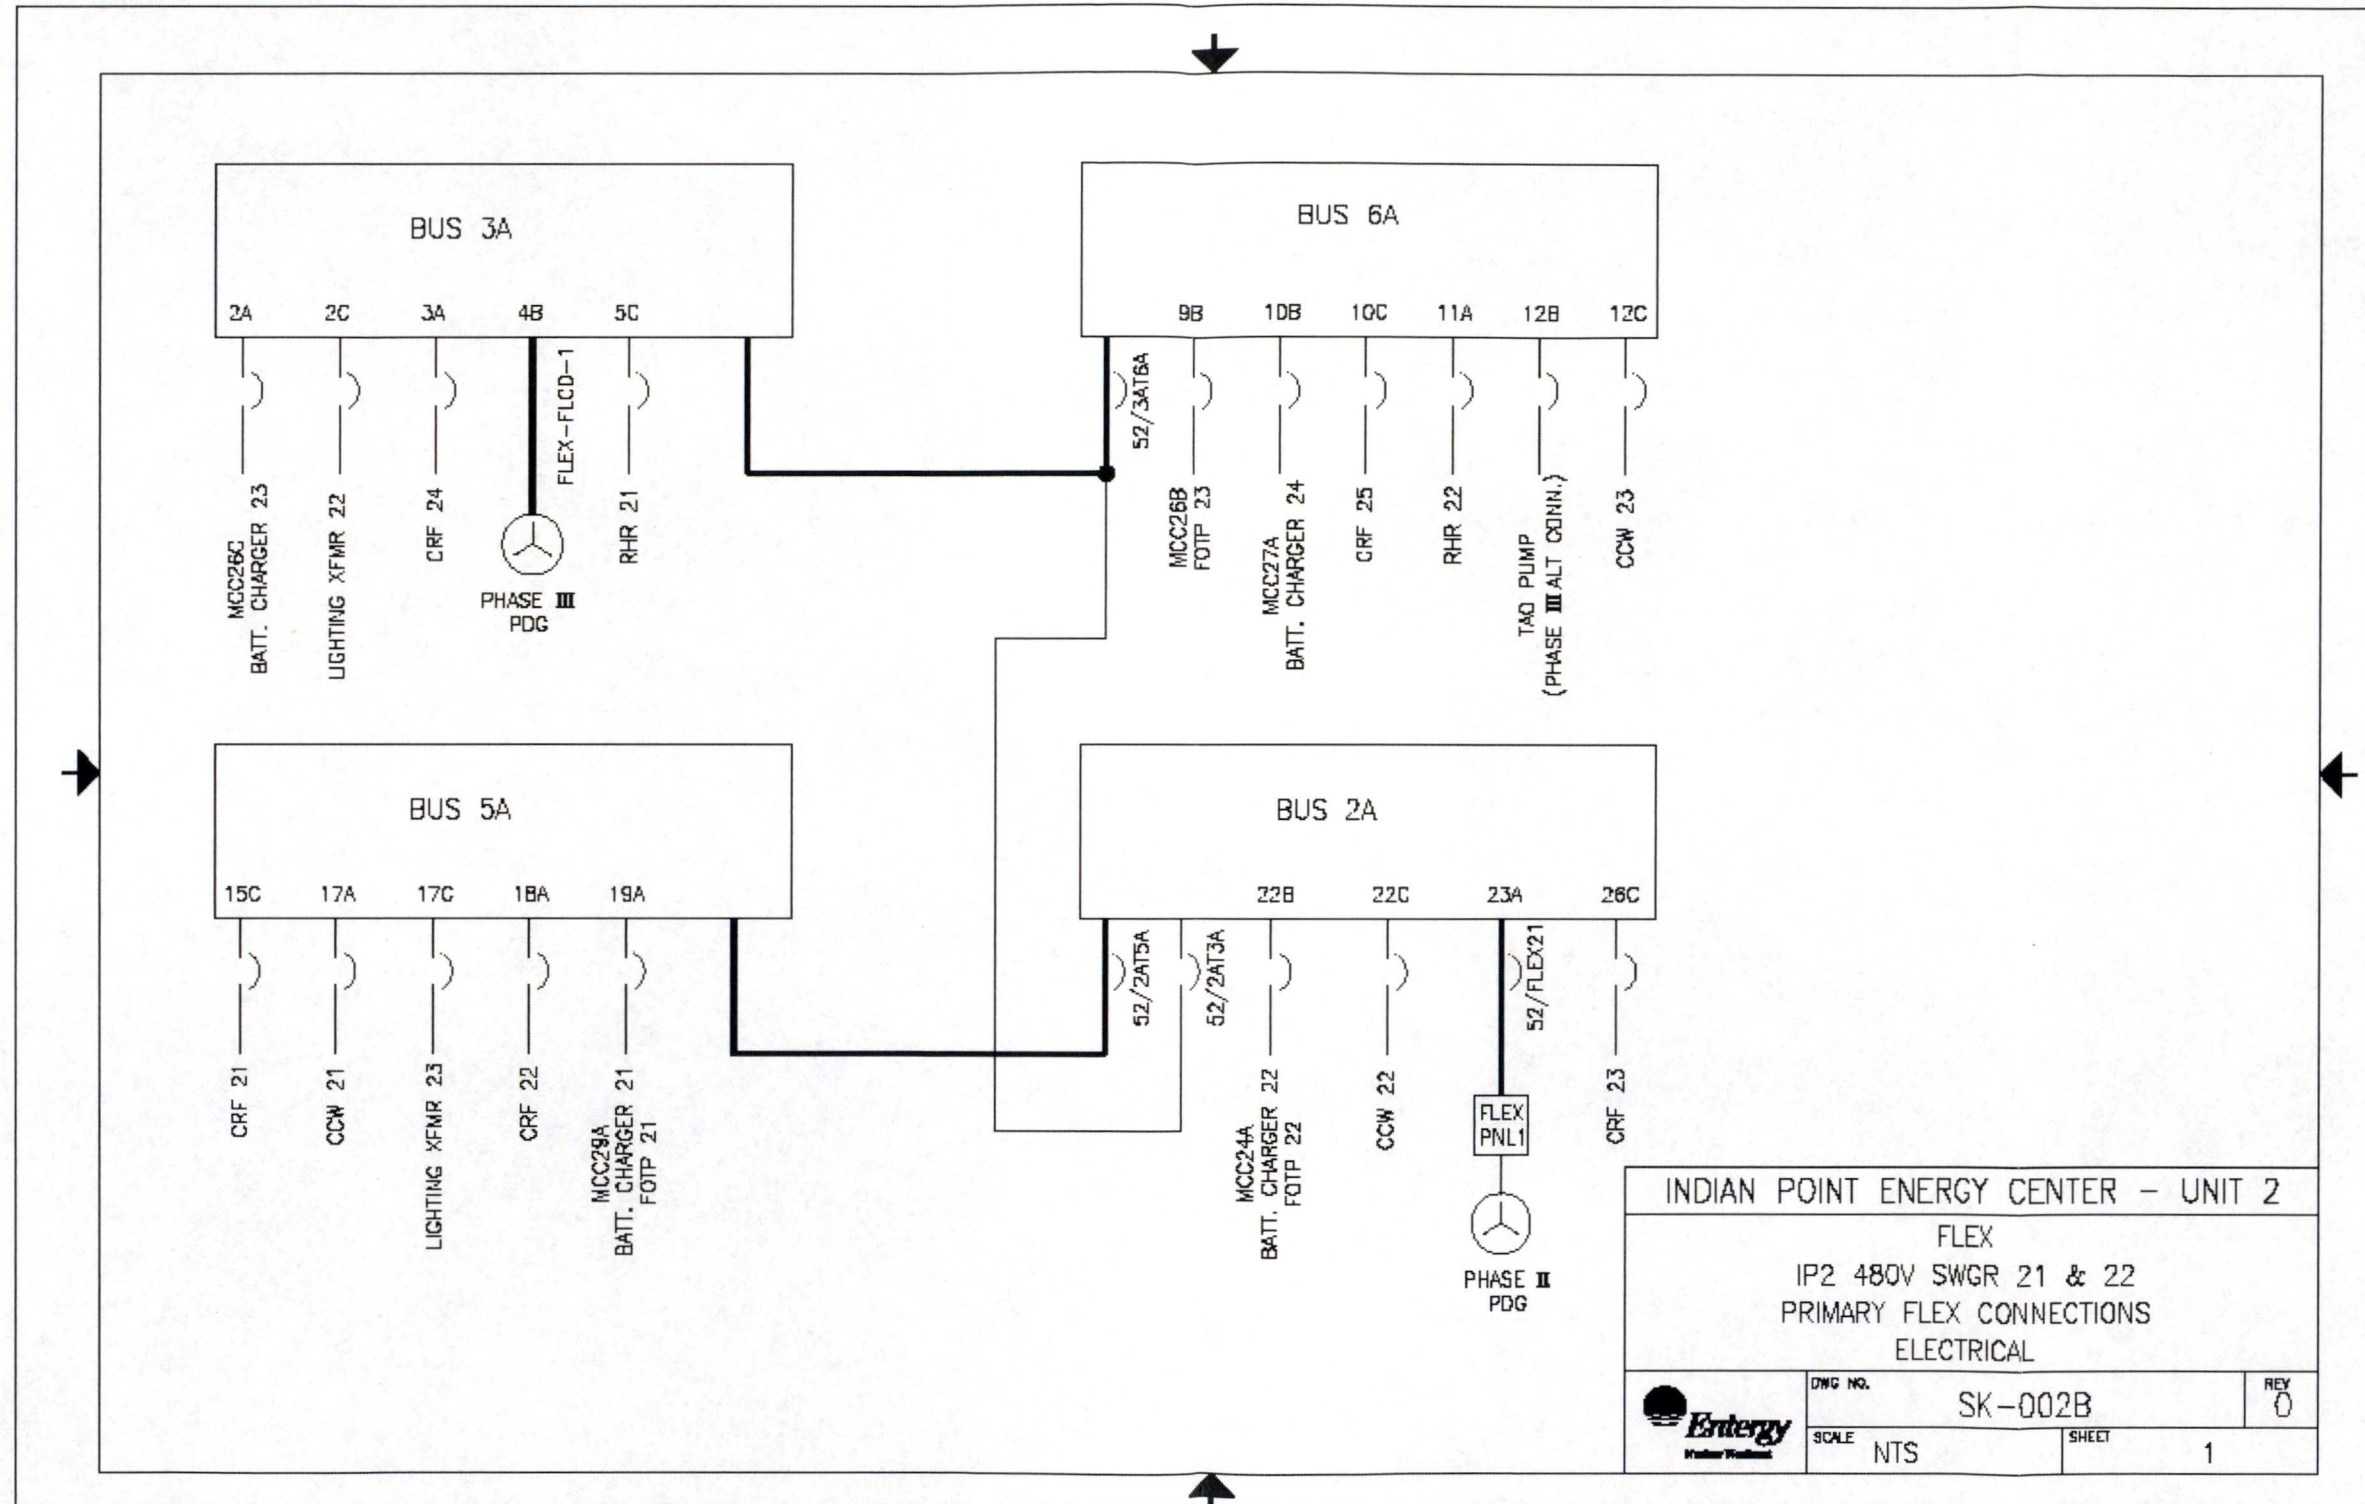 BUS 3A
2A
2C
3A
4B
5C
FLEX-FLCD-1
MCC26C
BATT. CHARGER 23
LIGHTING XFMR 22
CRF 24
PHASE III
PDG
RHR 21
BUS 6A
9B
10B
10C
11A
12B
12C
52/3AT6A
MCC26B
FOTP 23
MCC27A
BATT. CHARGER 24
CRF 25
RHR 22
(PHASE III ALT CONN.)
CCW 23
BUS 5A
15C
17A
17C
18A
19A
CRF 21
CCW 21
LIGHTING XFMR 23
CRF 22
BATT. CHARGER 21
FOTP 21
BUS 2A
22B
22C
23A
26C
52/2AT5A
52/2AT3A
52/FLEX21
MCC24A
BATT. CHARGER 22
FOTP 22
CCW 22
FLEX
PNL1
PHASE II
PDG
CRF 23
INDIAN POINT ENERGY CENTER - UNIT 2
FLEX
IP2 480V SWGR 21 & 22
PRIMARY FLEX CONNECTIONS
ELECTRICAL
Entergy
DWG NO.
SK-002B
REV
0
SCALE
NTS
SHEET
1